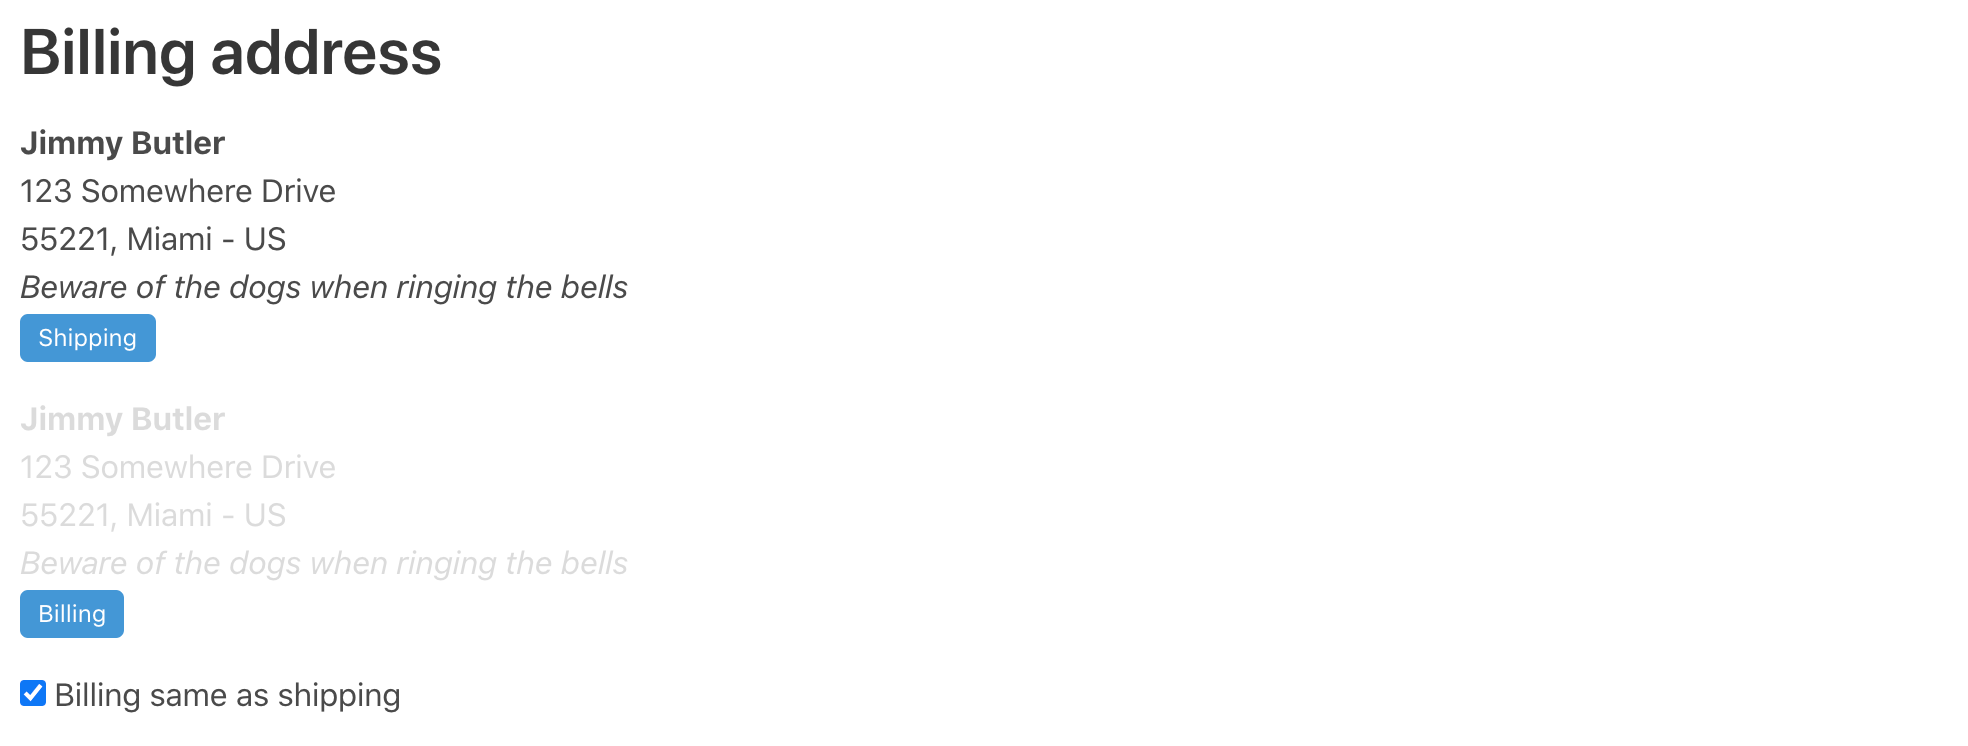 Billing address
Jimmy Butler
123 Somewhere Drive
55221, Miami - US
Beware of the dogs when ringing the bells
Shipping
Jimmy Butler
123 Somewhere Drive
55221, Miami - US
Beware of the dogs when ringing the bells
Billing
Billing same as shipping